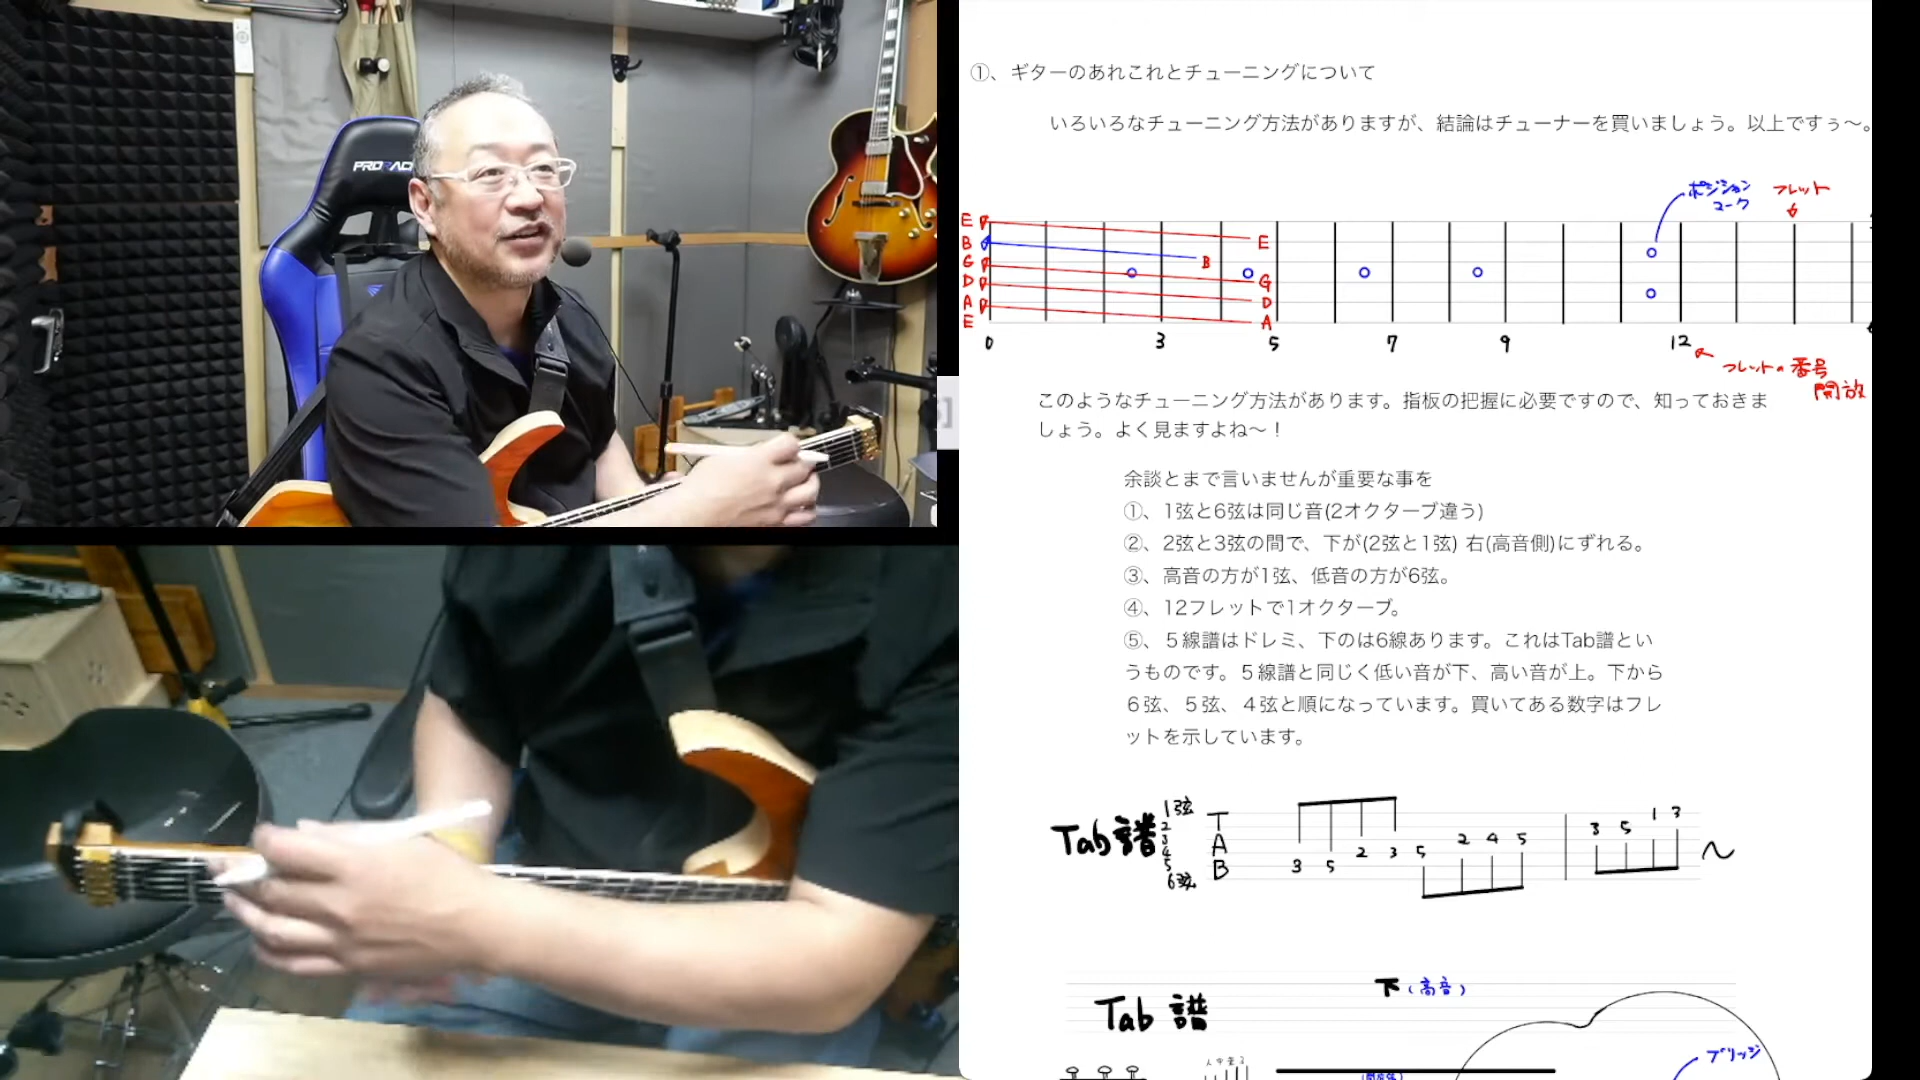 PRORAC
①、ギターのあれこれとチューニングについて
いろいろなチューニング方法がありますが、結論はチューナーを買いましょう。以上ですぅ〜。
ポジション
マーク
フレット
E
B
G
D
A
E
E
B
G
D
A
0 3 5 7 9 12
フレットの番号
開放
このようなチューニング方法があります。指板の把握に必要ですので、知っておきま
しょう。よく見ますよね〜！
余談とまで言いませんが重要な事を
①、1弦と6弦は同じ音(2オクターブ違う)
②、2弦と3弦の間で、下が(2弦と1弦) 右(高音側)にずれる。
③、高音の方が1弦、低音の方が6弦。
④、12フレットで1オクターブ。
⑤、５線譜はドレミ、下のは6線あります。これはTab譜とい
うものです。５線譜と同じく低い音が下、高い音が上。下から
６弦、５弦、４弦と順になっています。買いてある数字はフレ
ットを示しています。
Tab譜
1弦
2
3
4
5
6弦
T
A
B
3 5 2 3 5 2 4 5 3 5 1 3
下(高音)
Tab 譜
ブリッジ